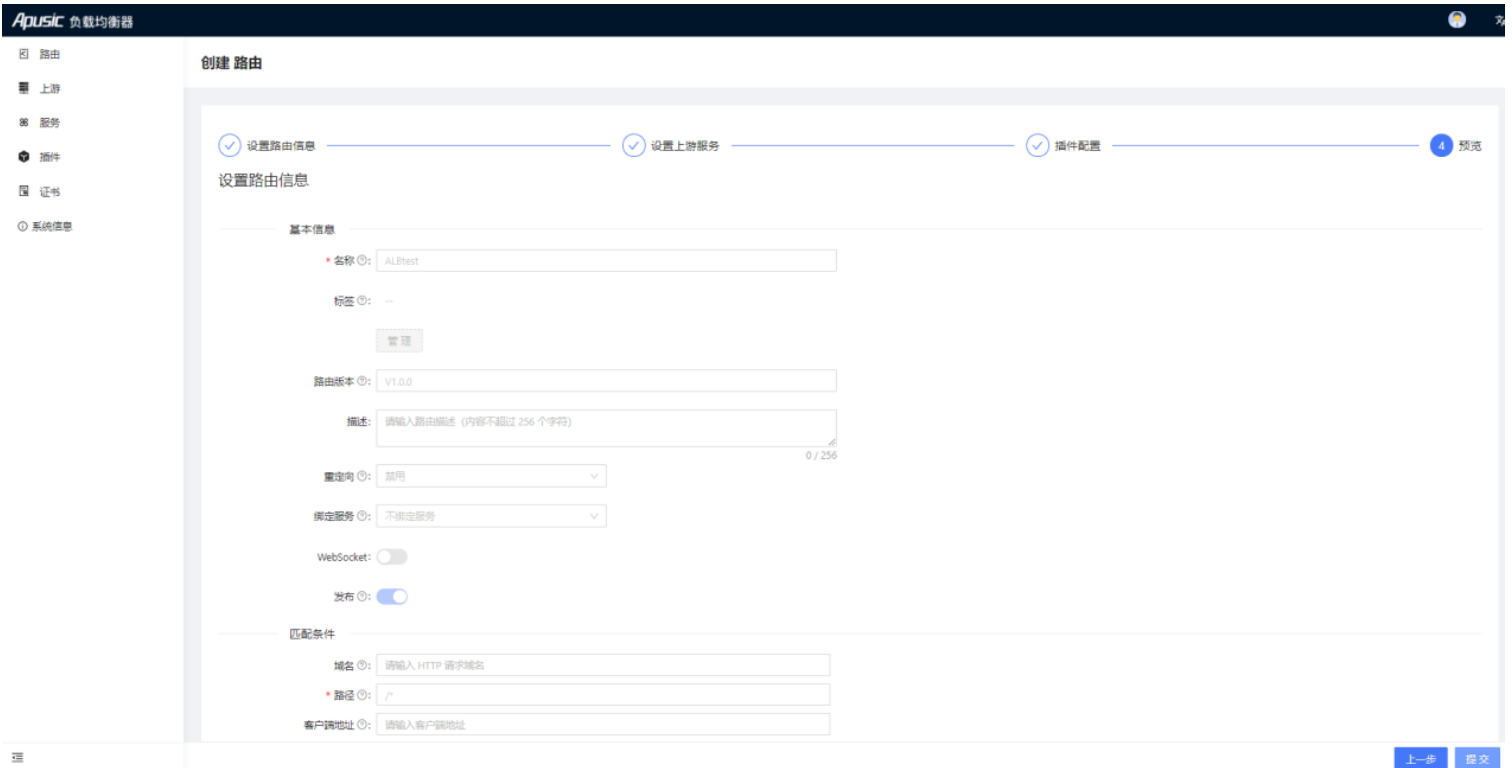 Apusic 负载均衡器
路由
上游
服务
插件
证书
系统信息
创建 路由
设置路由信息
设置上游服务
插件配置
4 预览
设置路由信息
基本信息
* 名称 ?: ALBtest
标签 ?: --
管理
路由版本 ?: V1.0.0
描述: 请输入路由描述（内容不超过 256 个字符）
0 / 256
重定向 ?: 禁用
绑定服务 ?: 不绑定服务
WebSocket:
发布 ?:
匹配条件
域名 ?: 请输入 HTTP 请求域名
* 路径 ?: /*
客户端地址 ?: 请输入客户端地址
上一步
提交